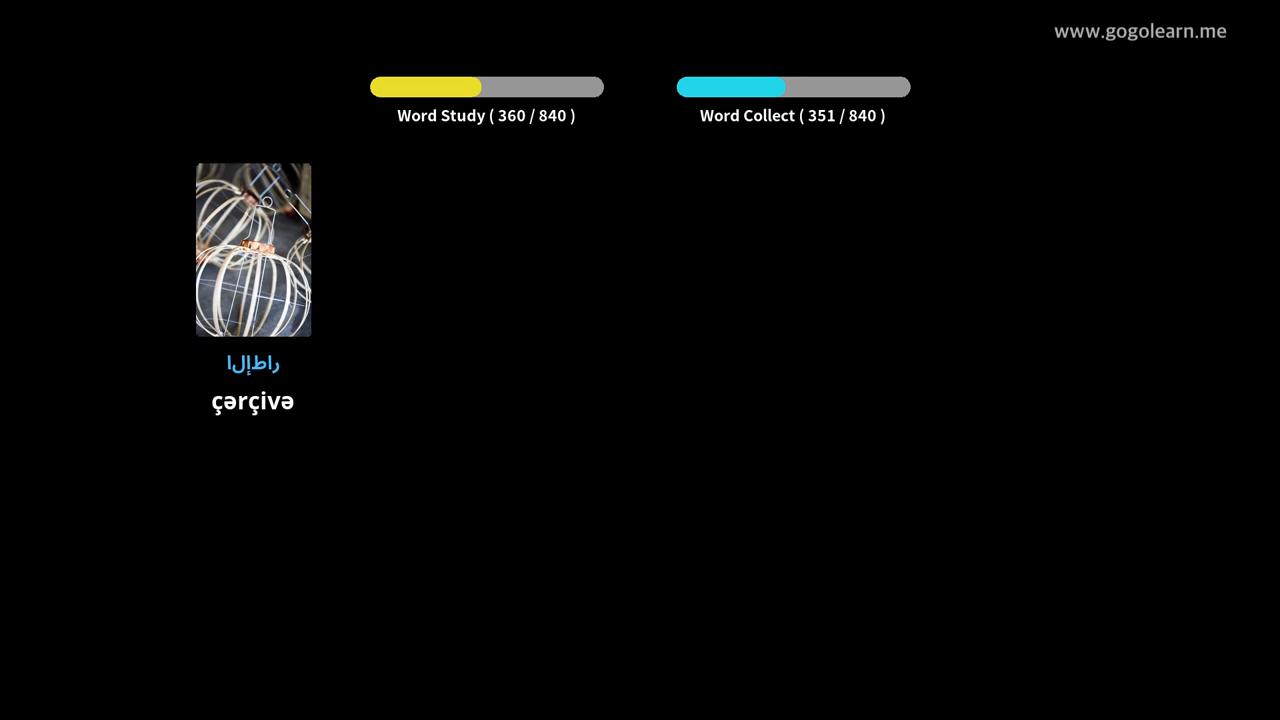 www.gogolearn.me
Word Study ( 360 / 840 )
Word Collect ( 351 / 840 )
راطإلا
çərçivə